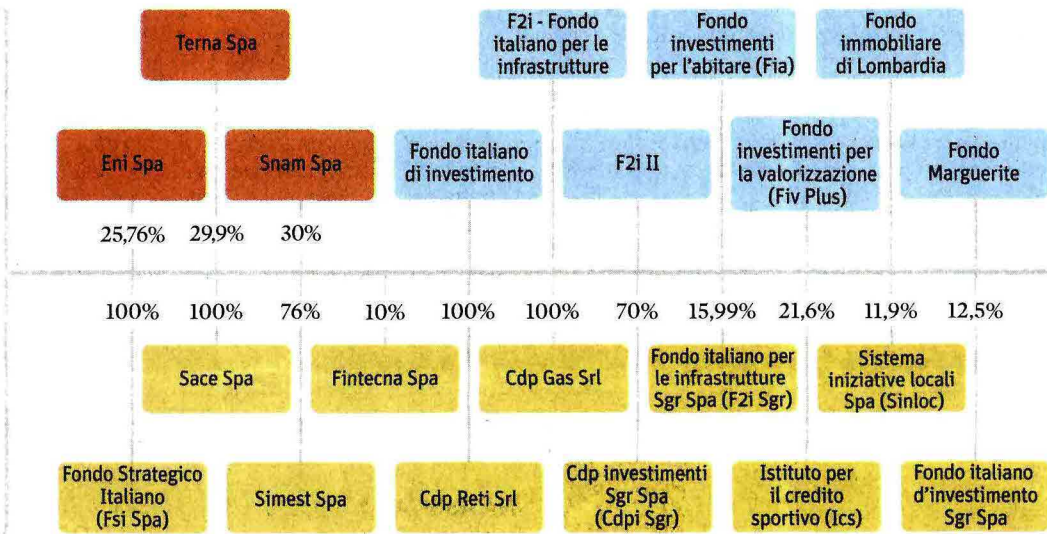 Terna Spa
F2i - Fondo
italiano per le
infrastrutture
Fondo
investimenti
per l'abitare (Fia)
Fondo
immobiliare
di Lombardia
Eni Spa
Snam Spa
Fondo italiano
di investimento
F2i II
Fondo
investimenti per
la valorizzazione
(Fiv Plus)
Fondo
Marguerite
25,76% 29,9% 30%
100% 100% 76% 10% 100% 100% 70% 15,99% 21,6% 11,9% 12,5%
Sace Spa
Fintecna Spa
Cdp Gas Srl
Fondo italiano per
le infrastrutture
Sgr Spa (F2i Sgr)
Sistema
iniziative locali
Spa (Sinloc)
Fondo Strategico
Italiano
(Fsi Spa)
Simest Spa
Cdp Reti Srl
Cdp investimenti
Sgr Spa
(Cdpi Sgr)
Istituto per
il credito
sportivo (Ics)
Fondo italiano
d'investimento
Sgr Spa